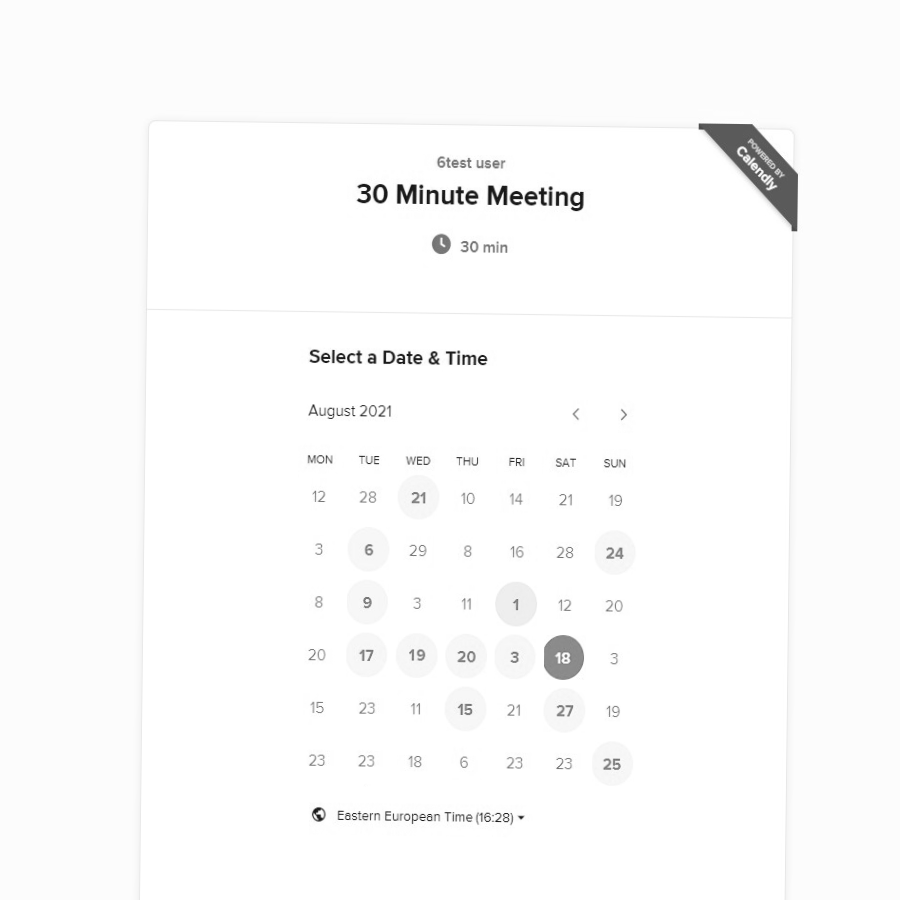 POWERED BY
Calendly
6test user
30 Minute Meeting
30 min
Select a Date & Time
August 2021
MON TUE WED THU FRI SAT SUN
12 28 21 10 14 21 19
3 6 29 8 16 28 24
8 9 3 11 1 12 20
20 17 19 20 3 18 3
15 23 11 15 21 27 19
23 23 18 6 23 23 25
Eastern European Time (16:28)